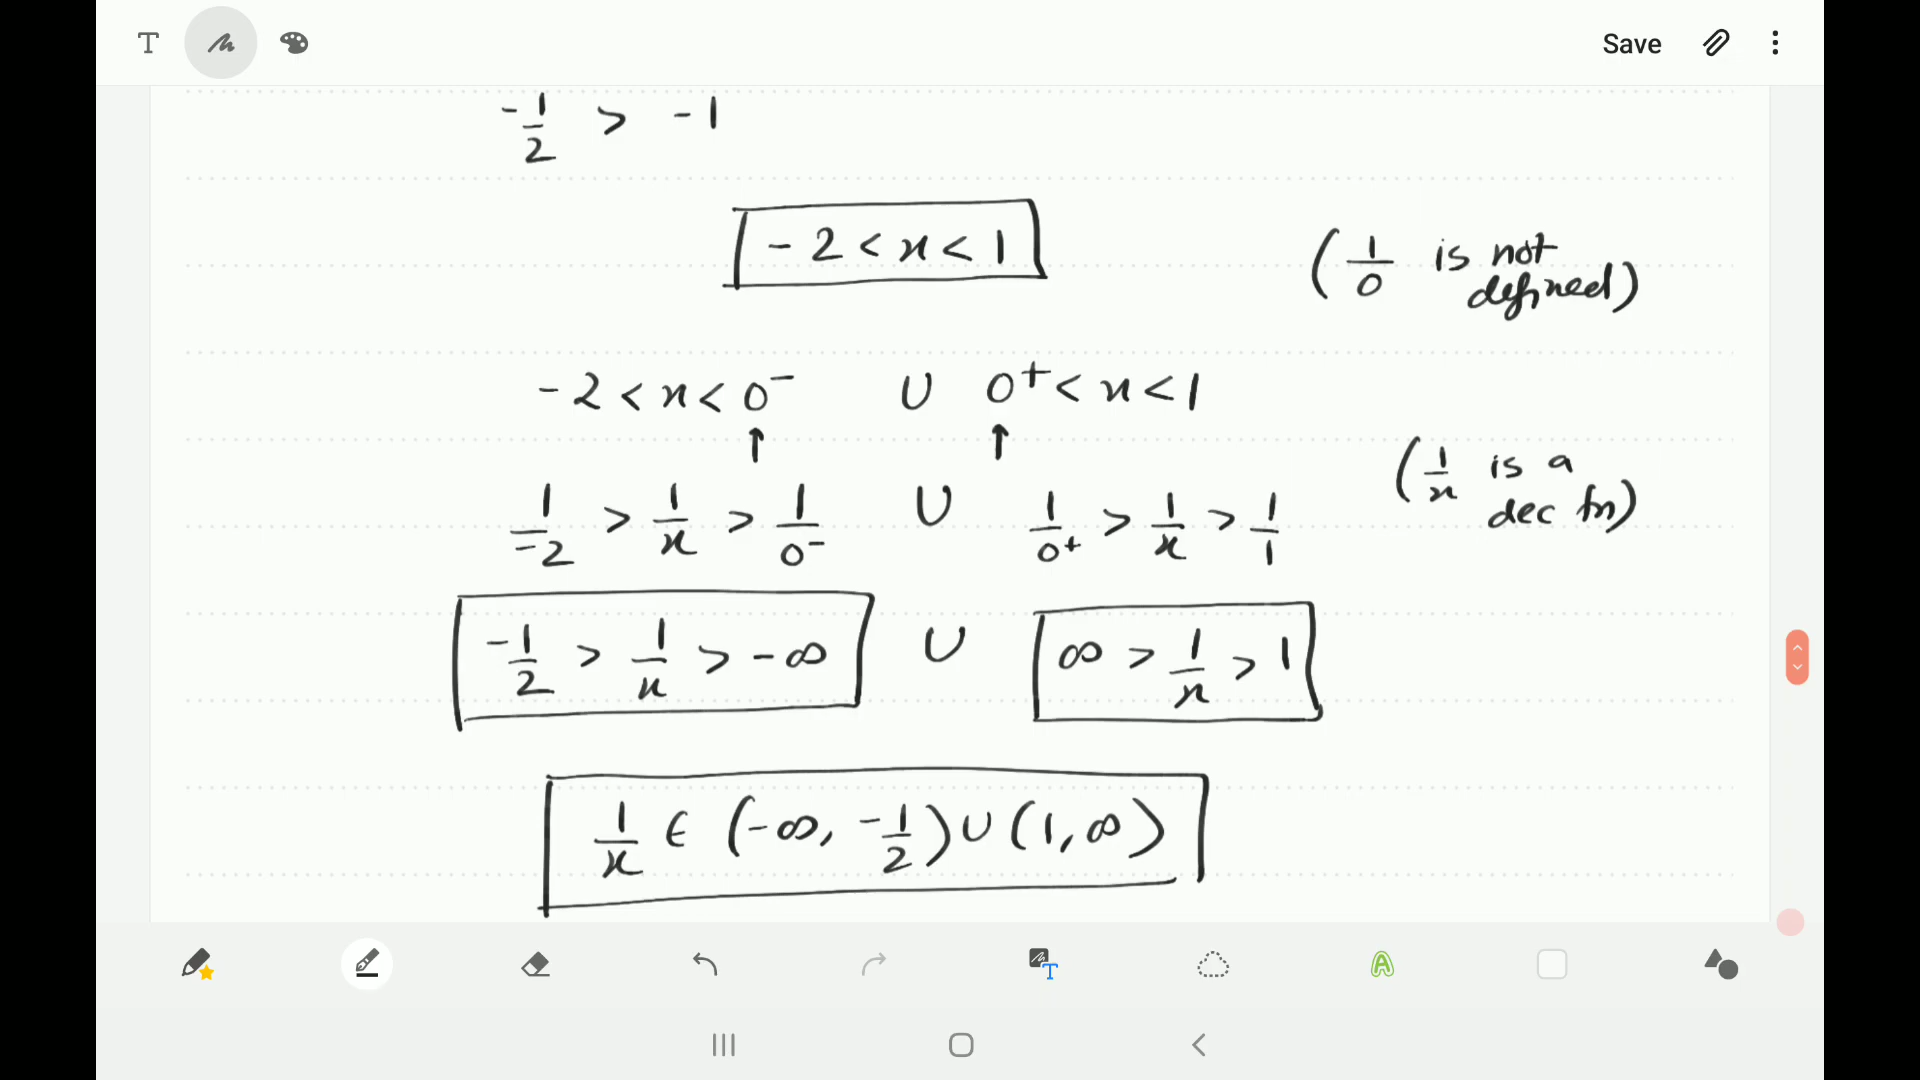 Save
-1/2 > -1
-2 < x < 1
(1/0 is not defined)
-2 < x < 0⁻ ∪ 0⁺ < x < 1
↑ ↑
1/-2 > 1/x > 1/0⁻ ∪ 1/0⁺ > 1/x > 1/1
(1/x is a dec fn)
-1/2 > 1/x > -∞ ∪ ∞ > 1/x > 1
1/x ∈ (-∞, -1/2) ∪ (1, ∞)